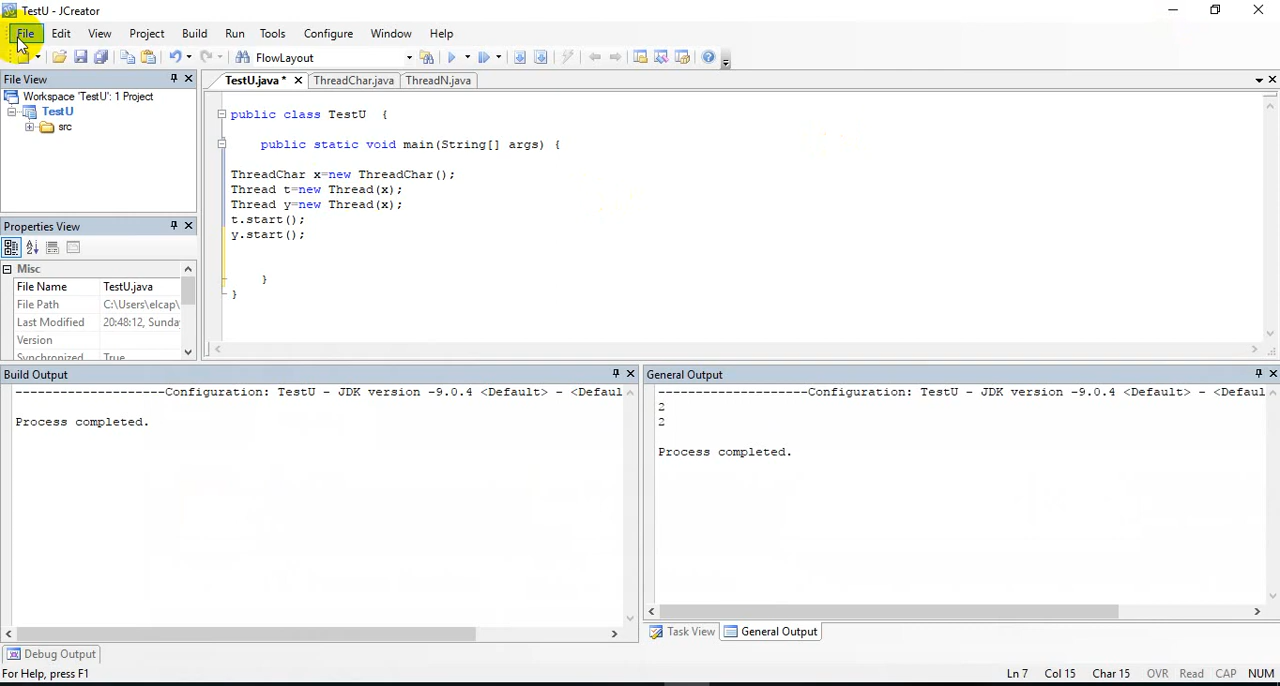 TestU - JCreator
File Edit View Project Build Run Tools Configure Window Help
FlowLayout
File View
Workspace 'TestU': 1 Project
TestU
src
Properties View
Misc
File Name TestU.java
File Path C:\Users\elcap\
Last Modified 20:48:12, Sunda
Version
Synchronized True
TestU.java * ThreadChar.java ThreadN.java
public class TestU {
public static void main(String[] args) {
ThreadChar x=new ThreadChar();
Thread t=new Thread(x);
Thread y=new Thread(x);
t.start();
y.start();
}
}
Build Output
--------------------Configuration: TestU - JDK version -9.0.4 <Default> - <Defaul
Process completed.
General Output
--------------------Configuration: TestU - JDK version -9.0.4 <Default> - <Defaul
2
2
Process completed.
Task View General Output
Debug Output
For Help, press F1
Ln 7 Col 15 Char 15 OVR Read CAP NUM